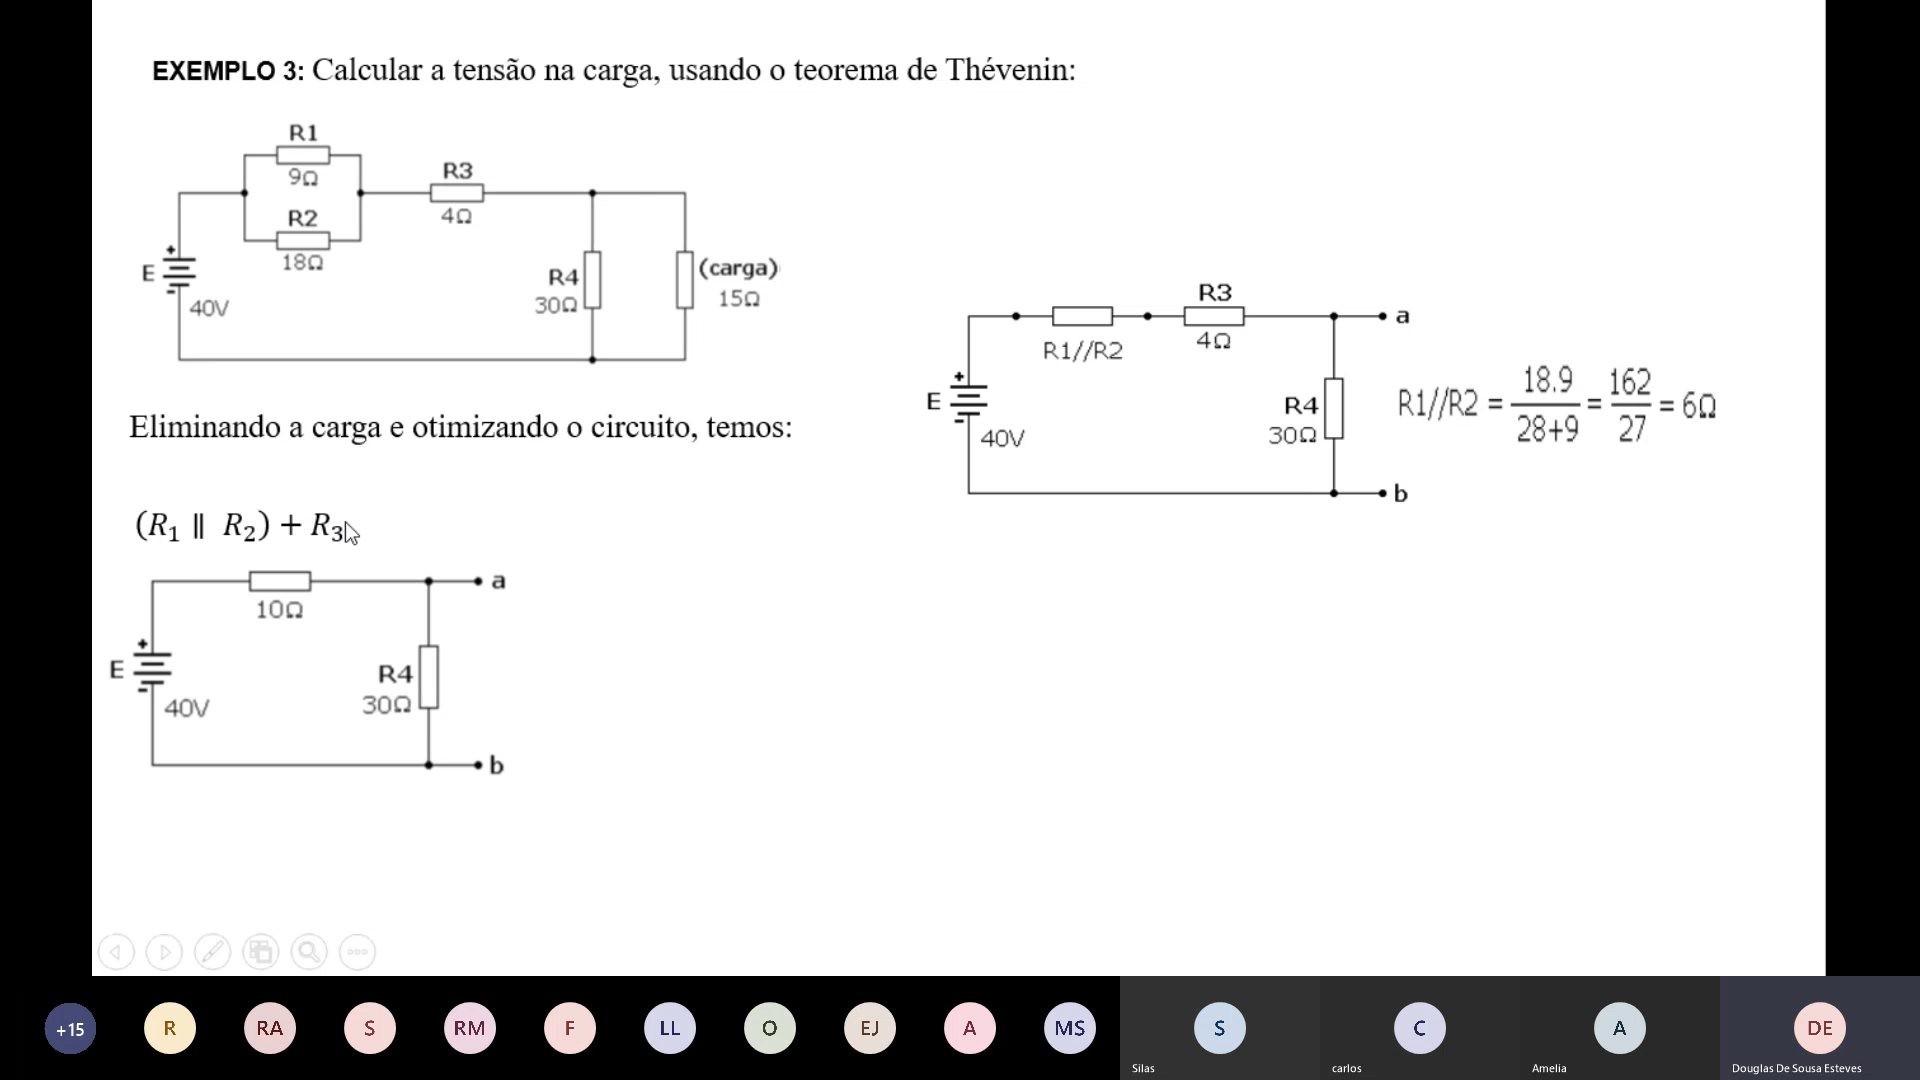 EXEMPLO 3: Calcular a tensão na carga, usando o teorema de Thévenin:
R1
9Ω
R2
18Ω
R3
4Ω
E
+
-
40V
R4
30Ω
(carga)
15Ω
Eliminando a carga e otimizando o circuito, temos:
R1//R2
R3
4Ω
a
E
+
-
40V
R4
30Ω
b
R1//R2 = 18.9/28+9 = 162/27 = 6Ω
(R₁ ∥ R₂) + R₃
10Ω
a
E
+
-
40V
R4
30Ω
b
+15
R
RA
S
RM
F
LL
O
EJ
A
MS
S
C
A
DE
Silas
carlos
Amelia
Douglas De Sousa Esteves